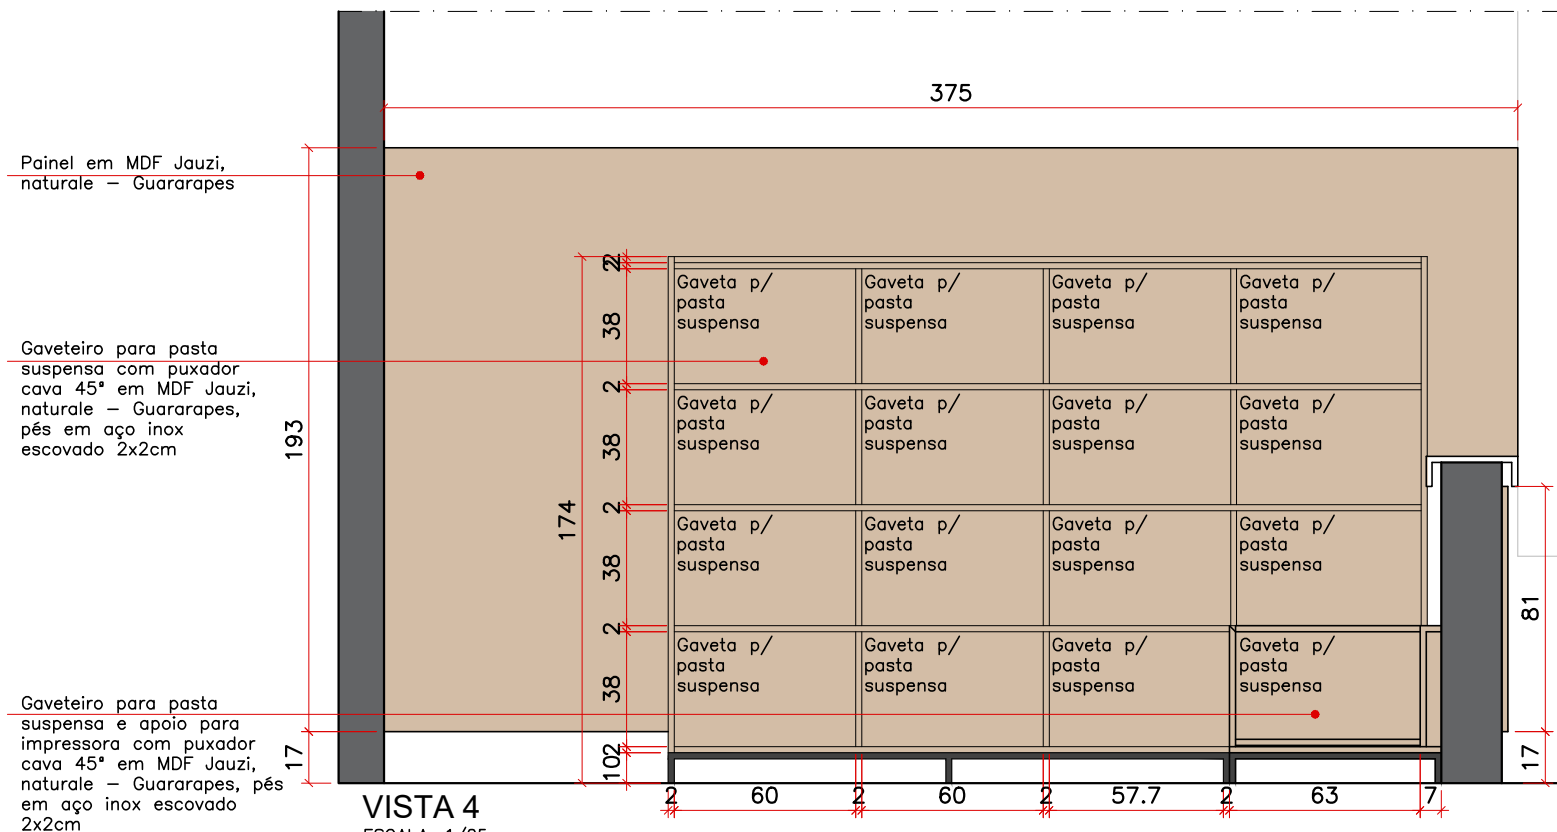 375
Painel em MDF Jauzi,
naturale – Guararapes
2
2
Gaveta p/
pasta
suspensa
Gaveta p/
pasta
suspensa
Gaveta p/
pasta
suspensa
Gaveta p/
pasta
suspensa
38
Gaveteiro para pasta
suspensa com puxador
cava 45° em MDF Jauzi,
naturale – Guararapes,
pés em aço inox
escovado 2x2cm
193
2
Gaveta p/
pasta
suspensa
Gaveta p/
pasta
suspensa
Gaveta p/
pasta
suspensa
Gaveta p/
pasta
suspensa
38
174
2
Gaveta p/
pasta
suspensa
Gaveta p/
pasta
suspensa
Gaveta p/
pasta
suspensa
Gaveta p/
pasta
suspensa
38
81
2
Gaveta p/
pasta
suspensa
Gaveta p/
pasta
suspensa
Gaveta p/
pasta
suspensa
Gaveta p/
pasta
suspensa
38
Gaveteiro para pasta
suspensa e apoio para
impressora com puxador
cava 45° em MDF Jauzi,
naturale – Guararapes, pés
em aço inox escovado
2x2cm
17
102
17
2 60 2 60 2 57.7 2 63 7
VISTA 4